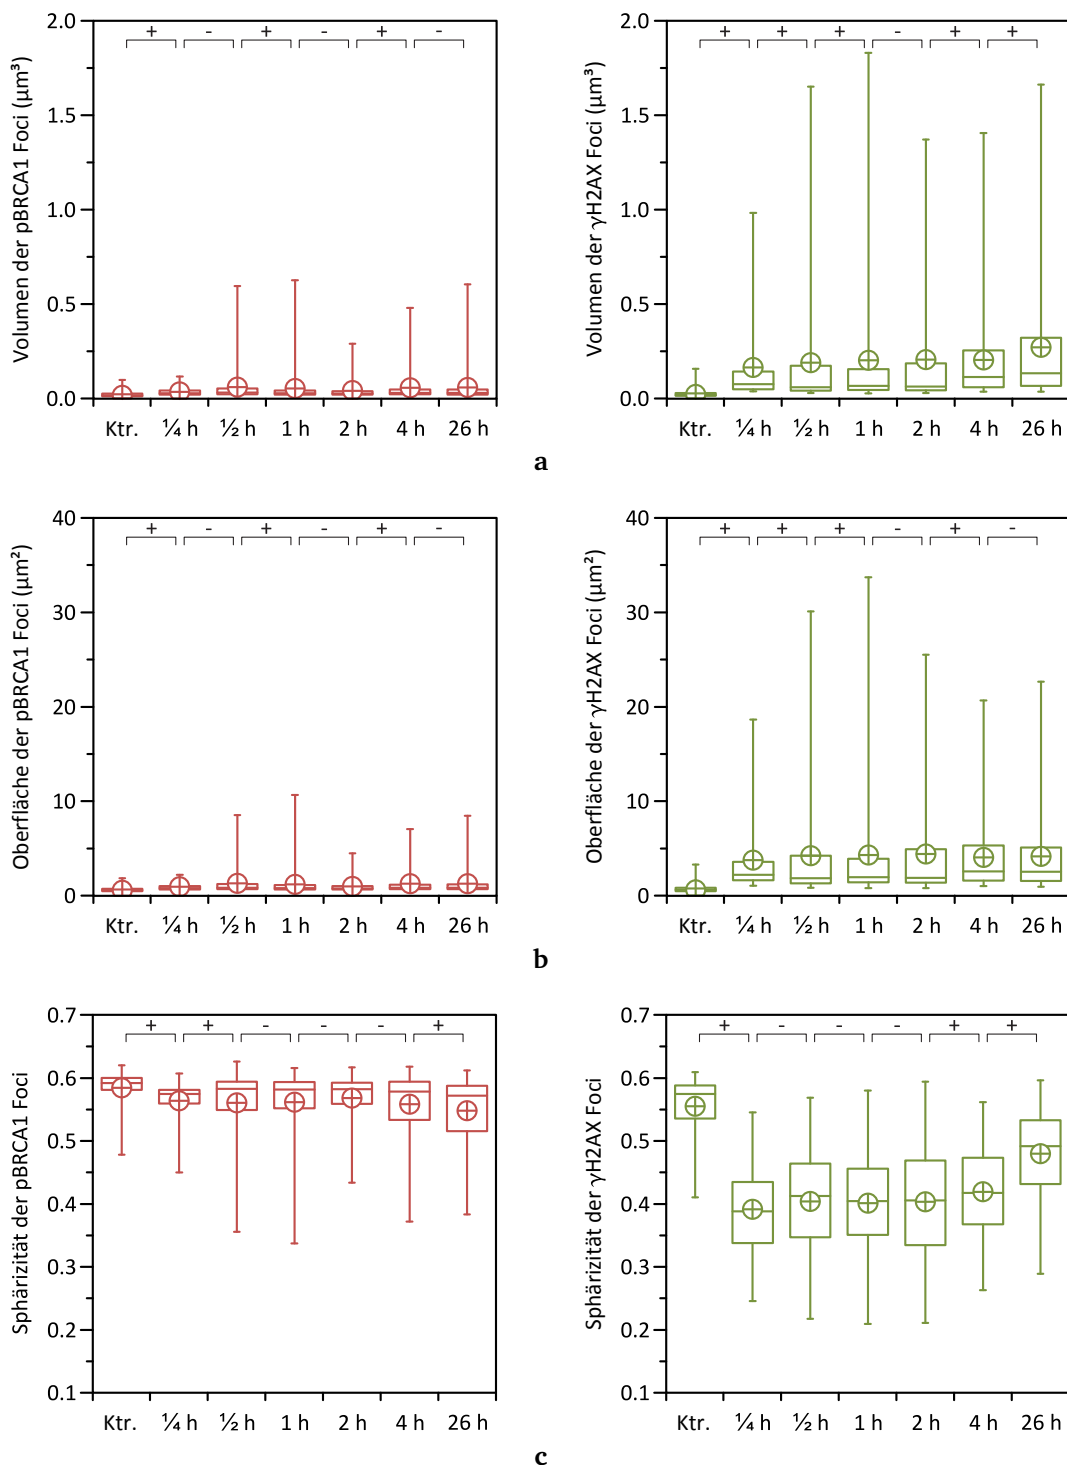 Volumen der pBRCA1 Foci (µm³)
2.0
1.5
1.0
0.5
0.0
+ - + - + -
Ktr. ¼ h ½ h 1 h 2 h 4 h 26 h
Volumen der γH2AX Foci (µm³)
2.0
1.5
1.0
0.5
0.0
+ + + - + +
Ktr. ¼ h ½ h 1 h 2 h 4 h 26 h
a
Oberfläche der pBRCA1 Foci (µm²)
40
30
20
10
0
+ - + - + -
Ktr. ¼ h ½ h 1 h 2 h 4 h 26 h
Oberfläche der γH2AX Foci (µm²)
40
30
20
10
0
+ + + - + -
Ktr. ¼ h ½ h 1 h 2 h 4 h 26 h
b
Sphärizität der pBRCA1 Foci
0.7
0.6
0.5
0.4
0.3
0.2
0.1
+ + - - - +
Ktr. ¼ h ½ h 1 h 2 h 4 h 26 h
Sphärizität der γH2AX Foci
0.7
0.6
0.5
0.4
0.3
0.2
0.1
+ - - - + +
Ktr. ¼ h ½ h 1 h 2 h 4 h 26 h
c